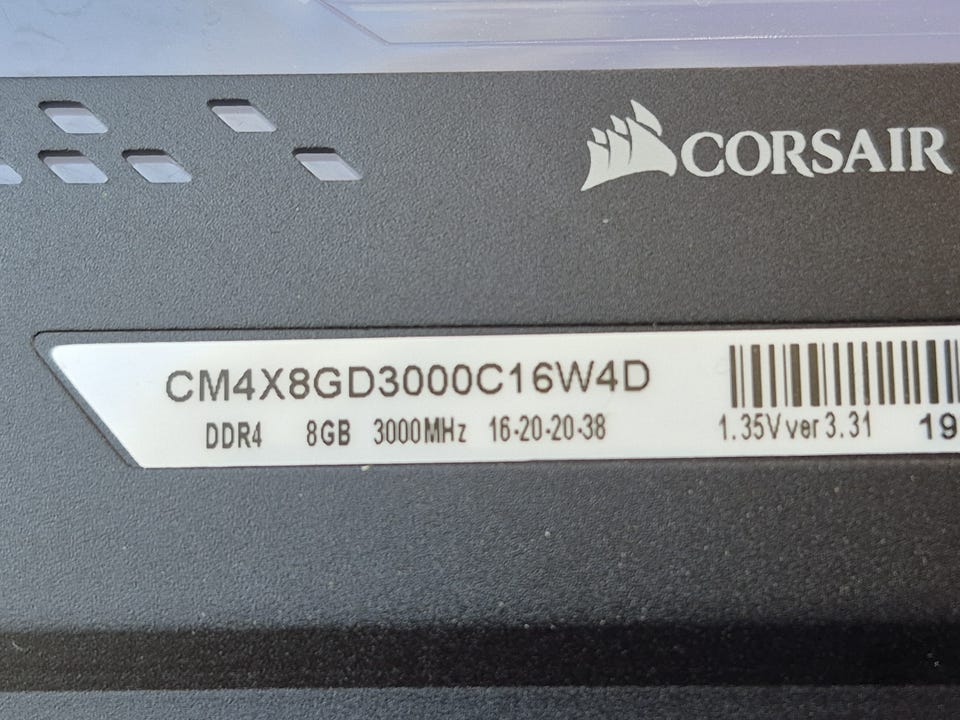 CORSAIR
CM4X8GD3000C16W4D
DDR4 8GB 3000MHz 16-20-20-38
1.35V ver 3.31 19